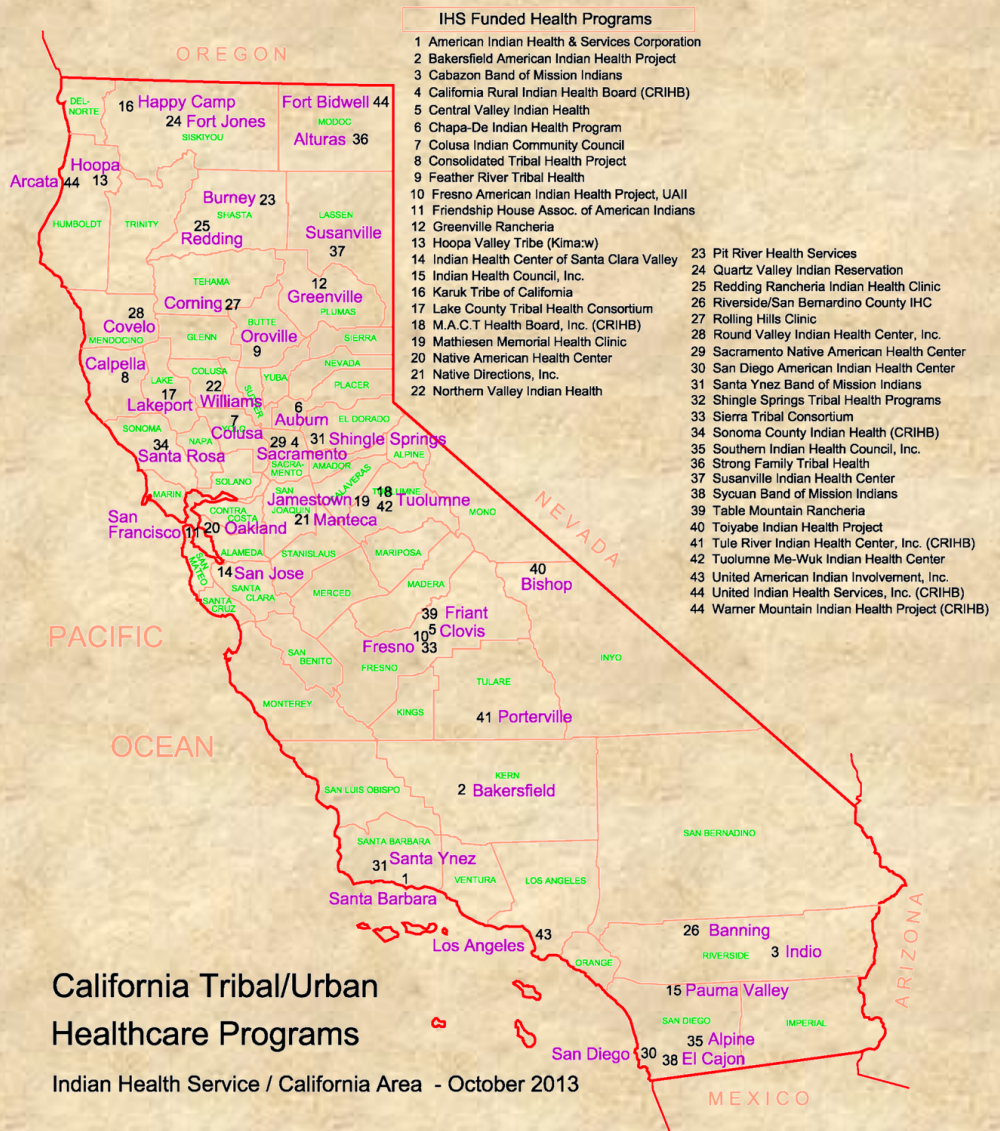 IHS Funded Health Programs
1 American Indian Health & Services Corporation
2 Bakersfield American Indian Health Project
3 Cabazon Band of Mission Indians
4 California Rural Indian Health Board (CRIHB)
5 Central Valley Indian Health
6 Chapa-De Indian Health Program
7 Colusa Indian Community Council
8 Consolidated Tribal Health Project
9 Feather River Tribal Health
10 Fresno American Indian Health Project, UAII
11 Friendship House Assoc. of American Indians
12 Greenville Rancheria
13 Hoopa Valley Tribe (Kima:w)
14 Indian Health Center of Santa Clara Valley
15 Indian Health Council, Inc.
16 Karuk Tribe of California
17 Lake County Tribal Health Consortium
18 M.A.C.T Health Board, Inc. (CRIHB)
19 Mathiesen Memorial Health Clinic
20 Native American Health Center
21 Native Directions, Inc.
22 Northern Valley Indian Health
23 Pit River Health Services
24 Quartz Valley Indian Reservation
25 Redding Rancheria Indian Health Clinic
26 Riverside/San Bernardino County IHC
27 Rolling Hills Clinic
28 Round Valley Indian Health Center, Inc.
29 Sacramento Native American Health Center
30 San Diego American Indian Health Center
31 Santa Ynez Band of Mission Indians
32 Shingle Springs Tribal Health Programs
33 Sierra Tribal Consortium
34 Sonoma County Indian Health (CRIHB)
35 Southern Indian Health Council, Inc.
36 Strong Family Tribal Health
37 Susanville Indian Health Center
38 Sycuan Band of Mission Indians
39 Table Mountain Rancheria
40 Toiyabe Indian Health Project
41 Tule River Indian Health Center, Inc. (CRIHB)
42 Tuolumne Me-Wuk Indian Health Center
43 United American Indian Involvement, Inc.
44 United Indian Health Services, Inc. (CRIHB)
44 Warner Mountain Indian Health Project (CRIHB)
OREGON
DEL-
NORTE
16 Happy Camp
Fort Bidwell 44
24 Fort Jones
MODOC
SISKIYOU
Alturas 36
Hoopa
Arcata 44
13
Burney 23
SHASTA
LASSEN
HUMBOLDT
TRINITY
25
Redding
Susanville
37
TEHAMA
12
Greenville
Corning 27
PLUMAS
28
Covelo
MENDOCINO
GLENN
BUTTE
Oroville
9
SIERRA
Calpella
8
LAKE
17
Lakeport
COLUSA
22
Williams
SUTTER
YUBA
NEVADA
PLACER
7
Colusa
YOLO
6
Auburn
EL DORADO
SONOMA
34
Santa Rosa
NAPA
29 4
Sacramento
31 Shingle Springs
ALPINE
SACRA-
MENTO
AMADOR
SOLANO
MARIN
CALAVERAS
SAN
JOAQUIN
Jamestown 19
18
TUOLUMNE
42
Tuolumne
MONO
NEVADA
San
Francisco 11
CONTRA
COSTA
20 Oakland
21 Manteca
ALAMEDA
STANISLAUS
MARIPOSA
SAN
MATEO
14 San Jose
SANTA
CLARA
SANTA
CRUZ
MERCED
MADERA
40
Bishop
39 Friant
10 5 Clovis
Fresno 33
PACIFIC
OCEAN
SAN
BENITO
FRESNO
INYO
MONTEREY
KINGS
TULARE
41 Porterville
SAN LUIS OBISPO
KERN
2 Bakersfield
SAN BERNADINO
SANTA BARBARA
31 Santa Ynez
1
Santa Barbara
VENTURA
LOS ANGELES
43
Los Angeles
ORANGE
26 Banning
RIVERSIDE
3 Indio
ARIZONA
15 Pauma Valley
SAN DIEGO
IMPERIAL
35 Alpine
San Diego 30
38 El Cajon
MEXICO
California Tribal/Urban
Healthcare Programs
Indian Health Service / California Area - October 2013